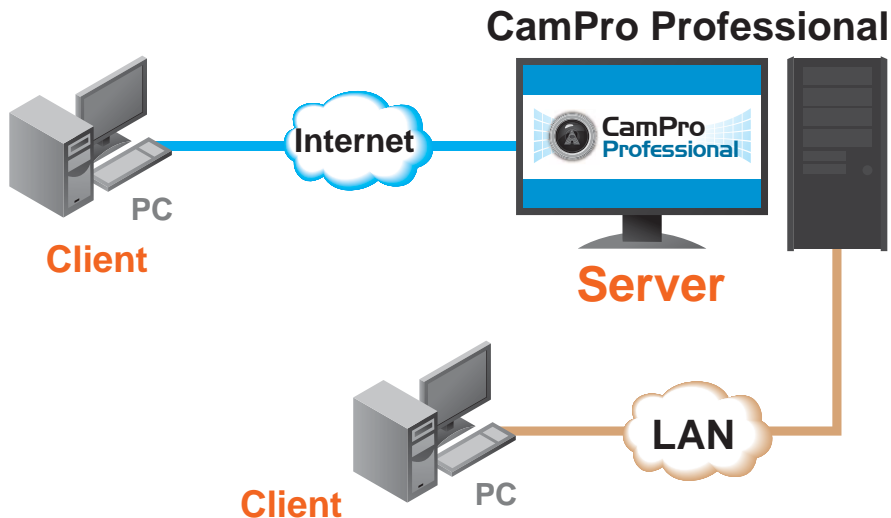 CamPro Professional
Internet
CamPro
Professional
PC
Client
Server
LAN
PC
Client